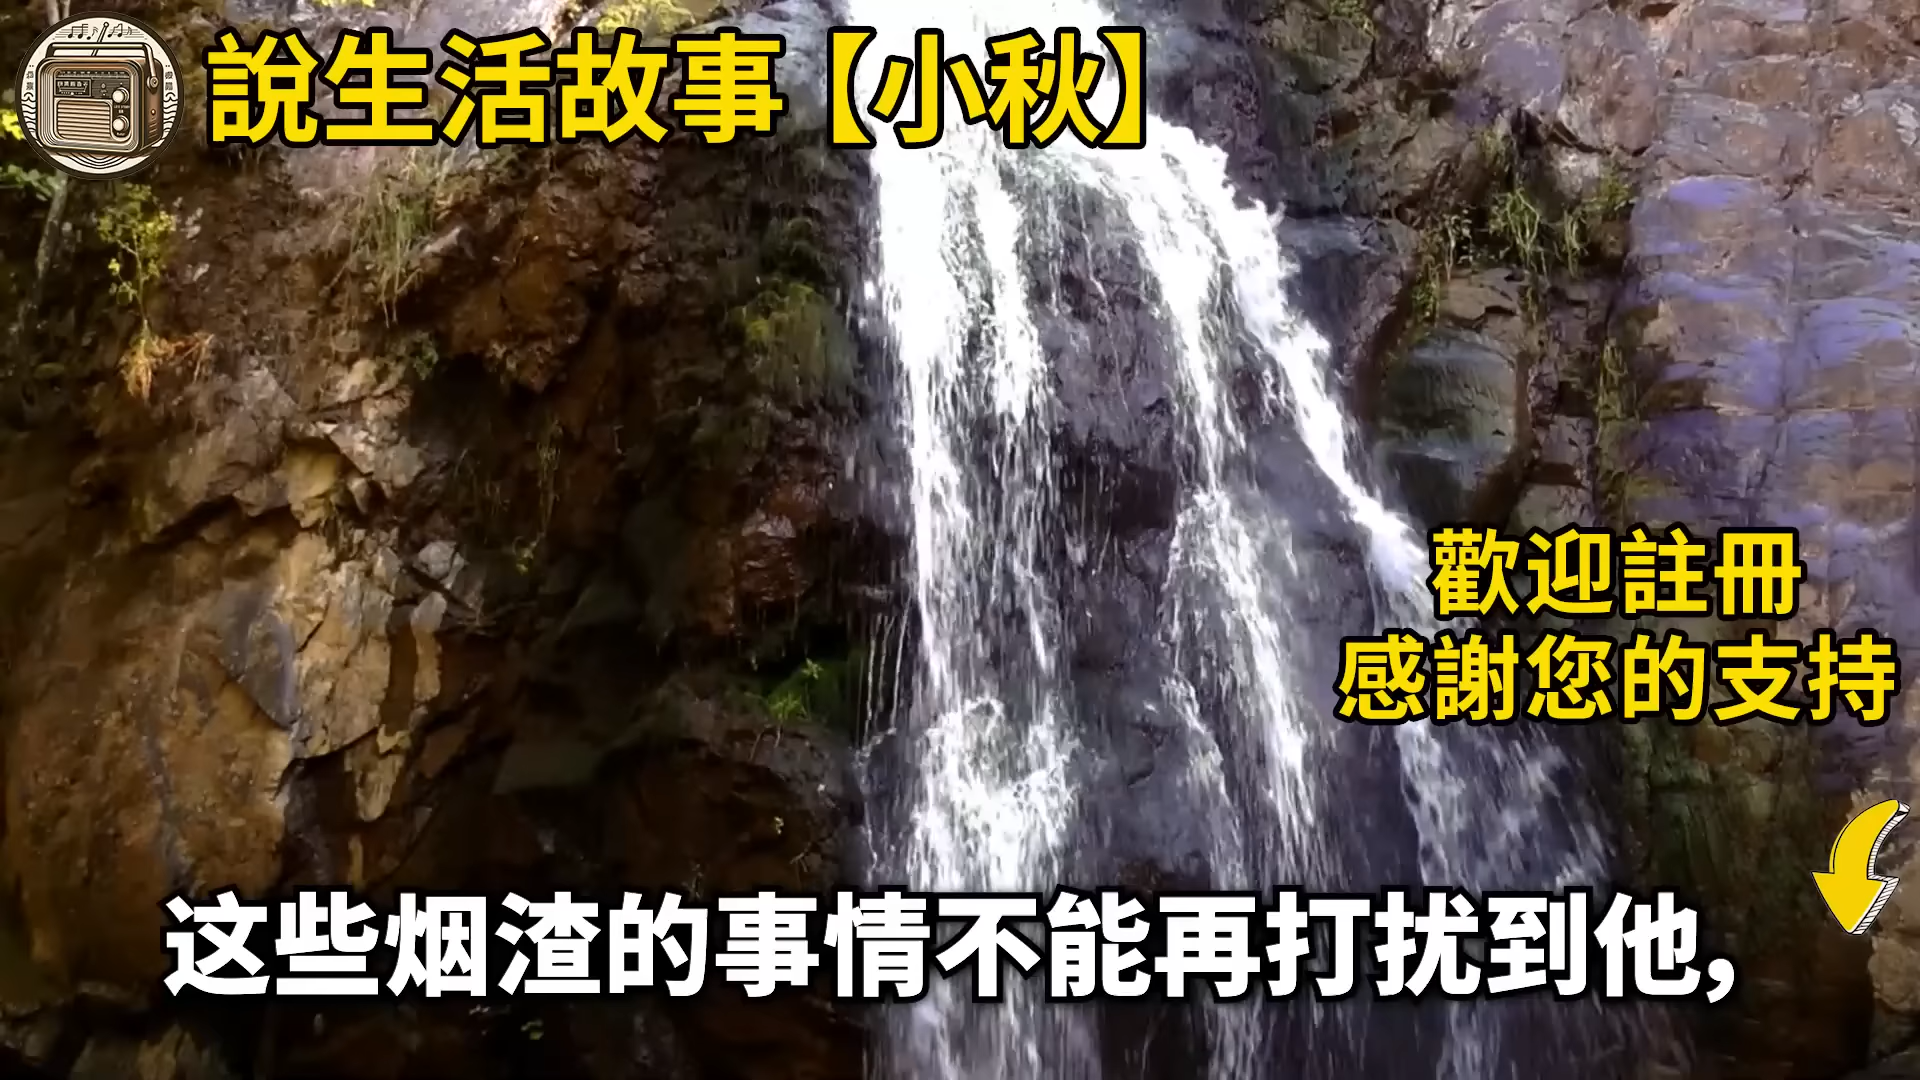 說生活故事【小秋】
歡迎註冊
感謝您的支持
这些烟渣的事情不能再打扰到他,